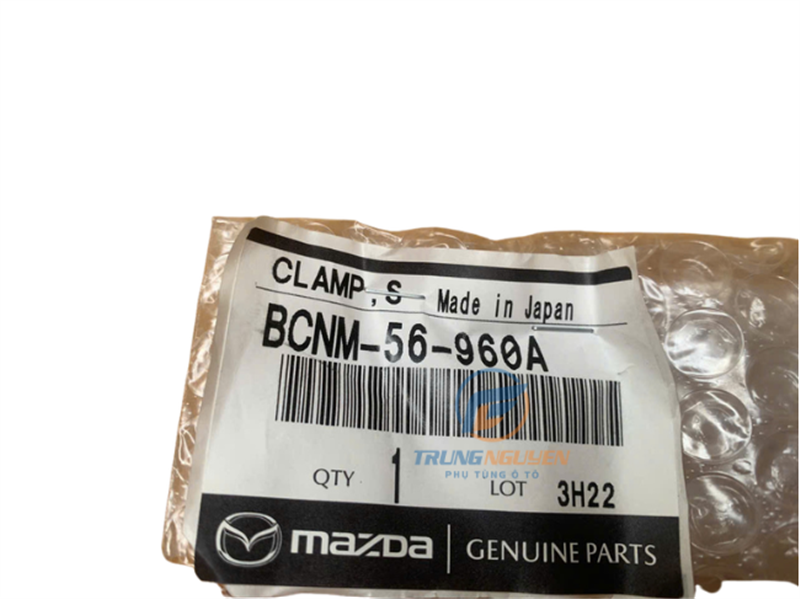 CLAMP,S
Made in Japan
BCNM-56-960A
TRUNG NGUYEN
PHỤ TÙNG Ô TÔ
QTY 1 LOT 3H22
mazda GENUINE PARTS